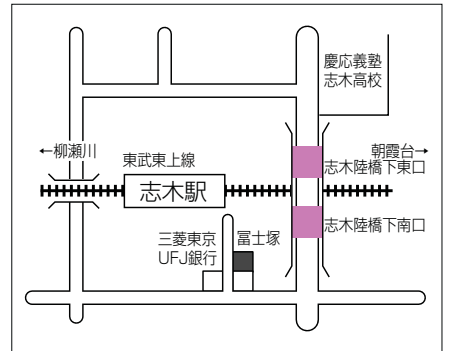 慶応義塾
志木高校
←柳瀬川
東武東上線
朝霞台→
志木駅
志木陸橋下東口
志木陸橋下南口
三菱東京
UFJ銀行
冨士塚